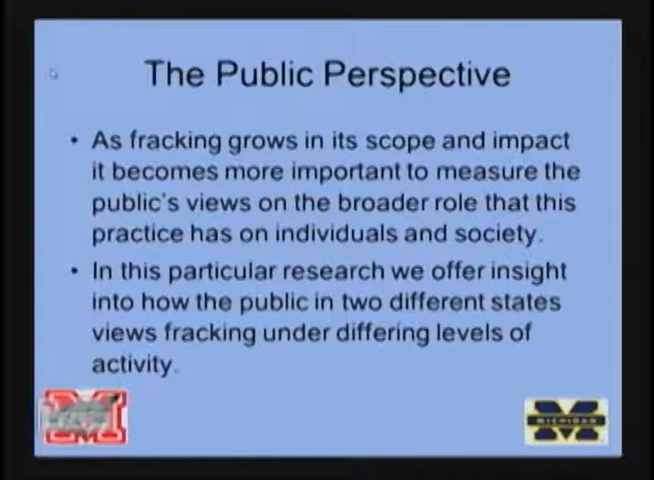 The Public Perspective
• As fracking grows in its scope and impact
it becomes more important to measure the
public's views on the broader role that this
practice has on individuals and society.
• In this particular research we offer insight
into how the public in two different states
views fracking under differing levels of
activity.
M
M
MICHIGAN